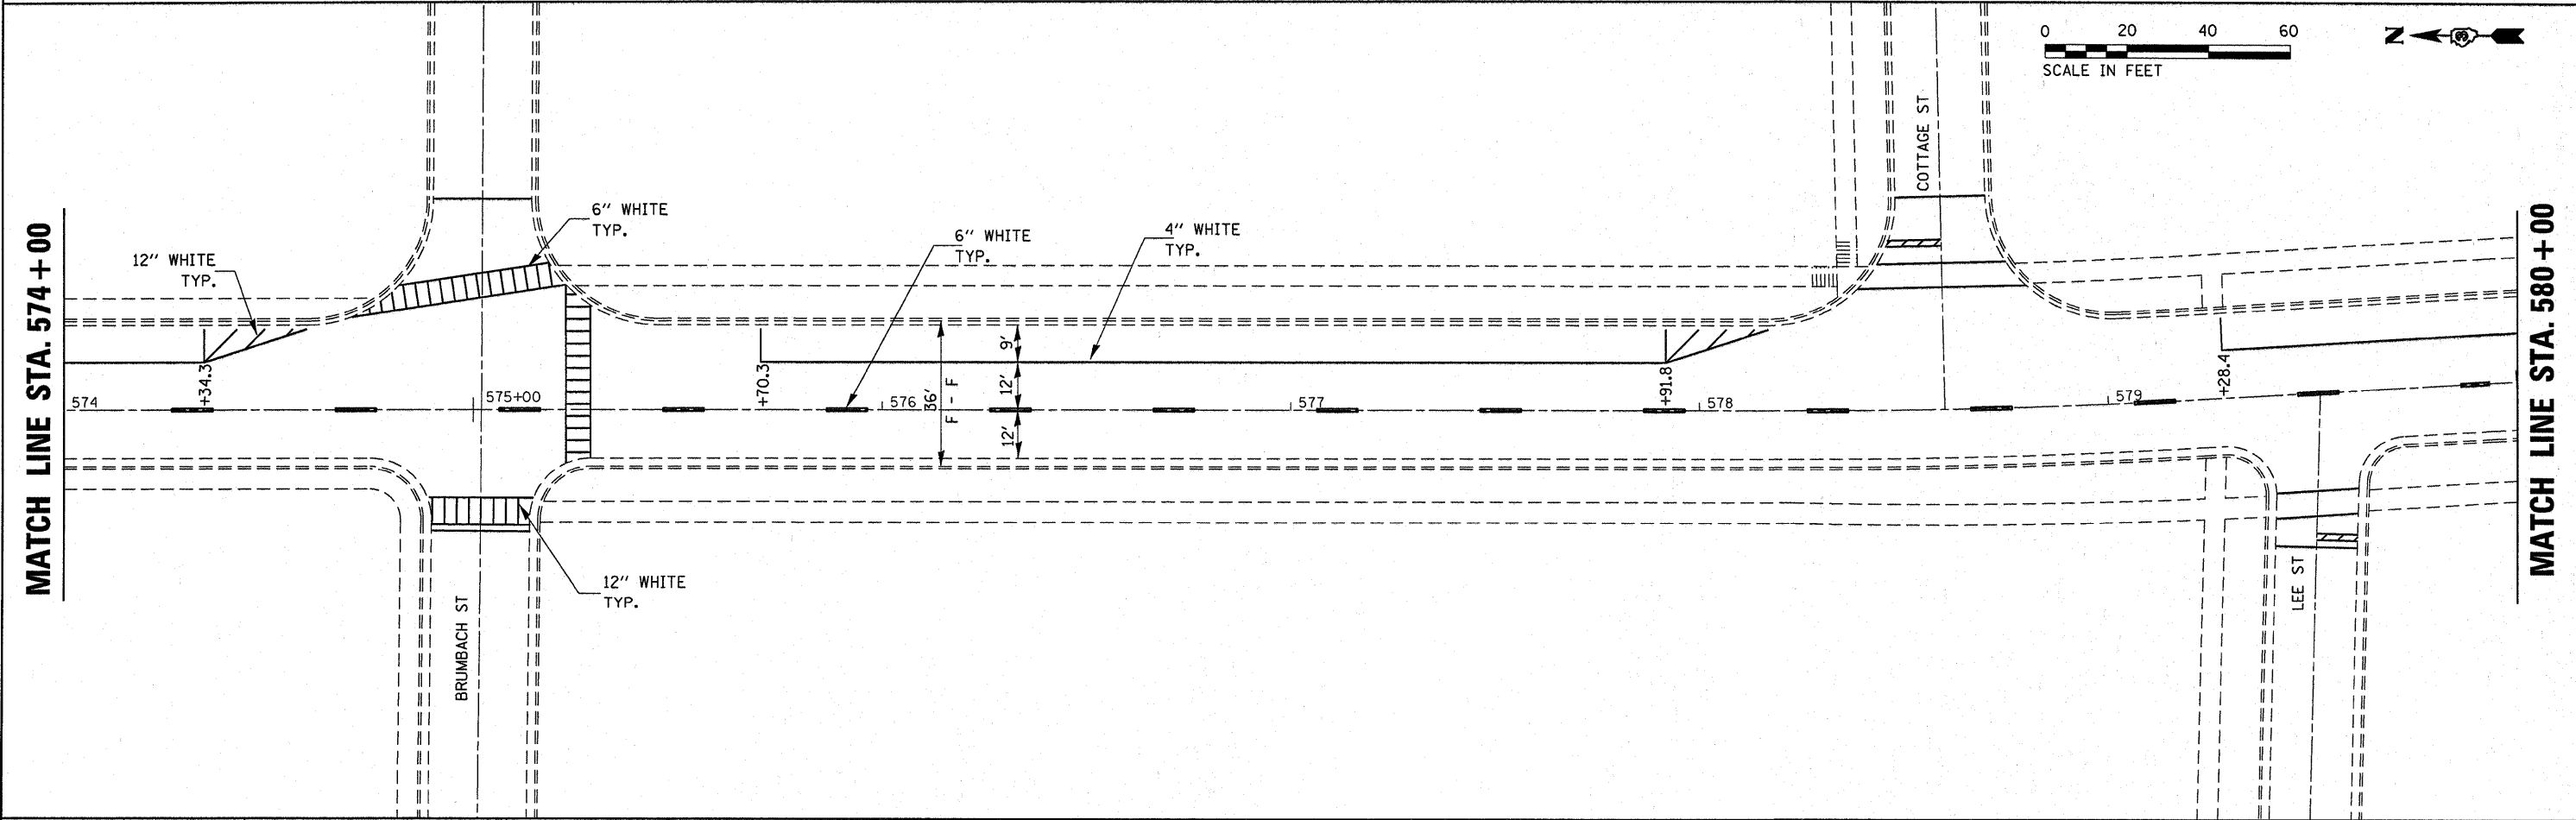 0 20 40 60
SCALE IN FEET
N
COTTAGE ST
6" WHITE
TYP.
12" WHITE
TYP.
6" WHITE
TYP.
4" WHITE
TYP.
MATCH LINE STA. 574+00
MATCH LINE STA. 580+00
574
+34.3
575+00
+70.3
576
36'
F - F
9'
12'
12'
577
+91.8
578
579
+28.4
12" WHITE
TYP.
BRUMBACH ST
LEE ST